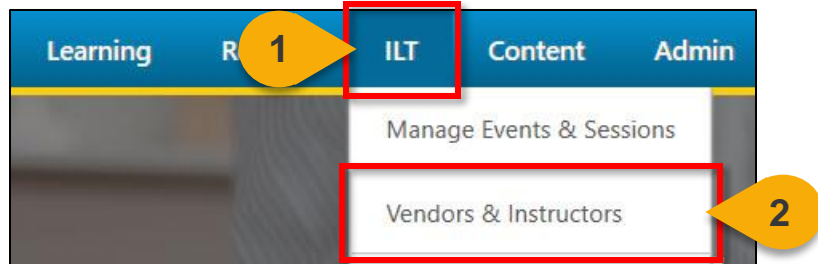 Learning R 1 ILT Content Admin
Manage Events & Sessions
Vendors & Instructors 2